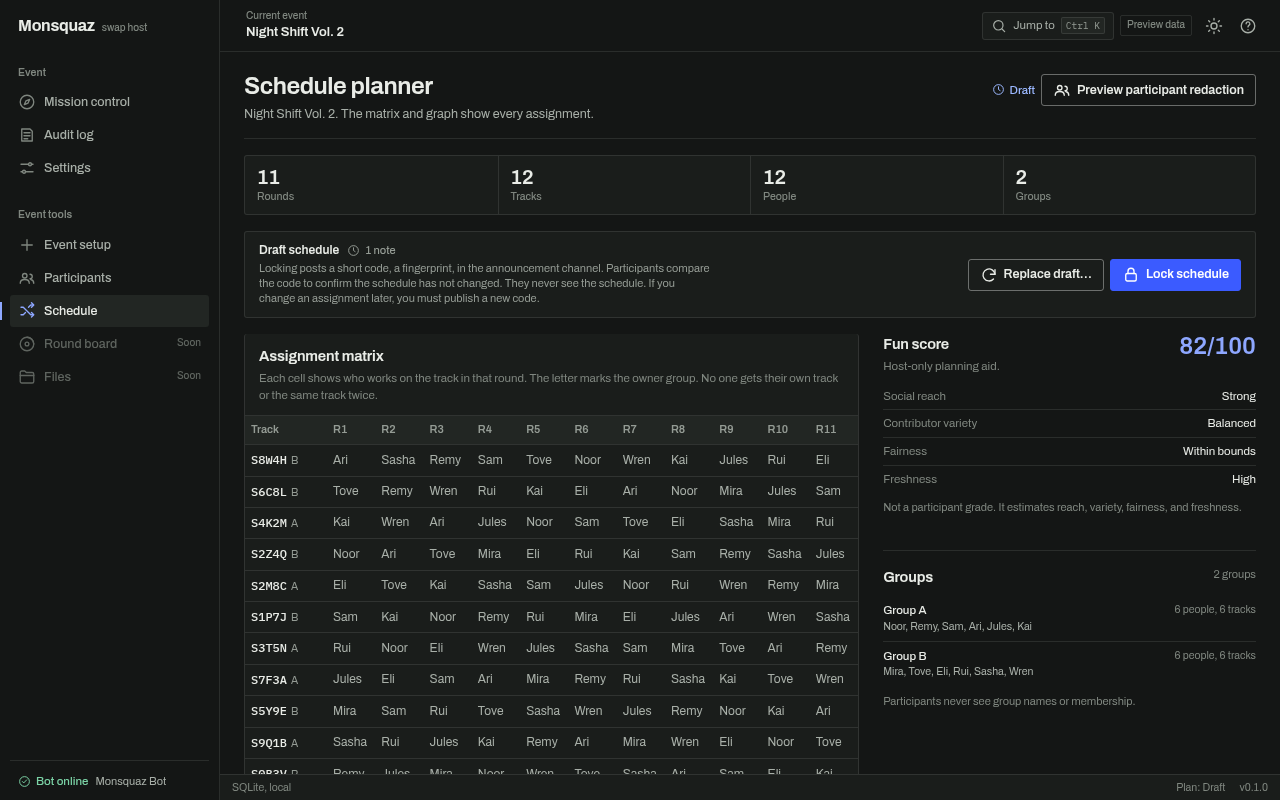 Monsquaz swap host
Event
Mission control
Audit log
Settings
Event tools
Event setup
Participants
Schedule
Round board Soon
Files Soon
Bot online Monsquaz Bot
Current event
Night Shift Vol. 2
Jump to Ctrl K
Preview data
Schedule planner
Night Shift Vol. 2. The matrix and graph show every assignment.
Draft
Preview participant redaction
11 Rounds
12 Tracks
12 People
2 Groups
Draft schedule 1 note
Locking posts a short code, a fingerprint, in the announcement channel. Participants compare
the code to confirm the schedule has not changed. They never see the schedule. If you
change an assignment later, you must publish a new code.
Replace draft...
Lock schedule
Assignment matrix
Each cell shows who works on the track in that round. The letter marks the owner group. No one gets their own track
or the same track twice.
Track R1 R2 R3 R4 R5 R6 R7 R8 R9 R10 R11
S8W4H B Ari Sasha Remy Sam Tove Noor Wren Kai Jules Rui Eli
S6C8L B Tove Remy Wren Rui Kai Eli Ari Noor Mira Jules Sam
S4K2M A Kai Wren Ari Jules Noor Sam Tove Eli Sasha Mira Rui
S2Z4Q B Noor Ari Tove Mira Eli Rui Kai Sam Remy Sasha Jules
S2M8C A Eli Tove Kai Sasha Sam Jules Noor Rui Wren Remy Mira
S1P7J B Sam Kai Noor Remy Rui Mira Eli Jules Ari Wren Sasha
S3T5N A Rui Noor Eli Wren Jules Sasha Sam Mira Tove Ari Remy
S7F3A A Jules Eli Sam Ari Mira Remy Rui Sasha Kai Tove Wren
S5Y9E B Mira Sam Rui Tove Sasha Wren Jules Remy Noor Kai Ari
S9Q1B A Sasha Rui Jules Kai Remy Ari Mira Wren Eli Noor Tove
Remy Jules Mira Noor Wren Tove Sasha Ari Sam Eli Kai
Fun score 82/100
Host-only planning aid.
Social reach Strong
Contributor variety Balanced
Fairness Within bounds
Freshness High
Not a participant grade. It estimates reach, variety, fairness, and freshness.
Groups 2 groups
Group A 6 people, 6 tracks
Noor, Remy, Sam, Ari, Jules, Kai
Group B 6 people, 6 tracks
Mira, Tove, Eli, Rui, Sasha, Wren
Participants never see group names or membership.
SQLite, local
Plan: Draft v0.1.0